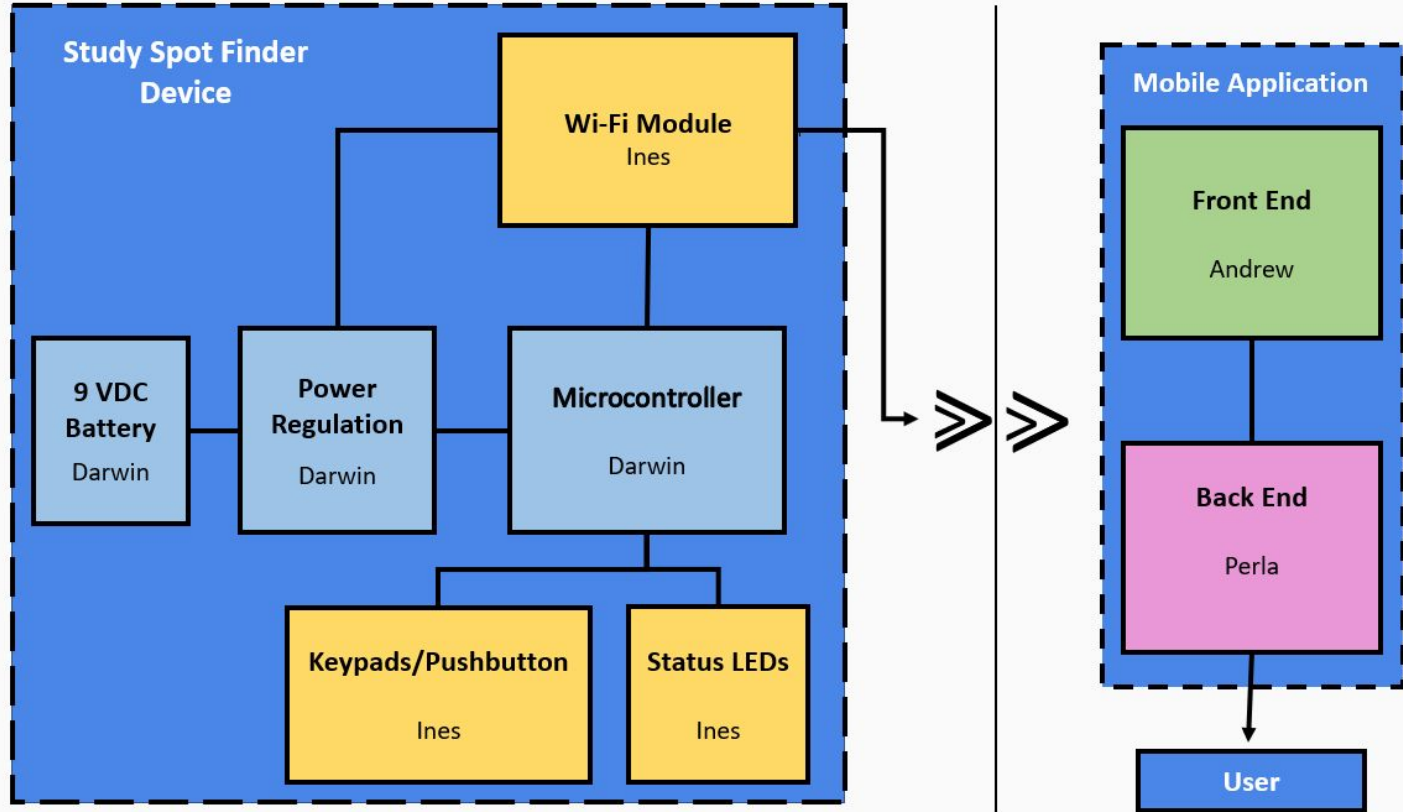 Study Spot Finder
Device
Wi-Fi Module
Ines
9 VDC
Battery
Darwin
Power
Regulation
Darwin
Microcontroller
Darwin
Keypads/Pushbutton
Ines
Status LEDs
Ines
Mobile Application
Front End
Andrew
Back End
Perla
User